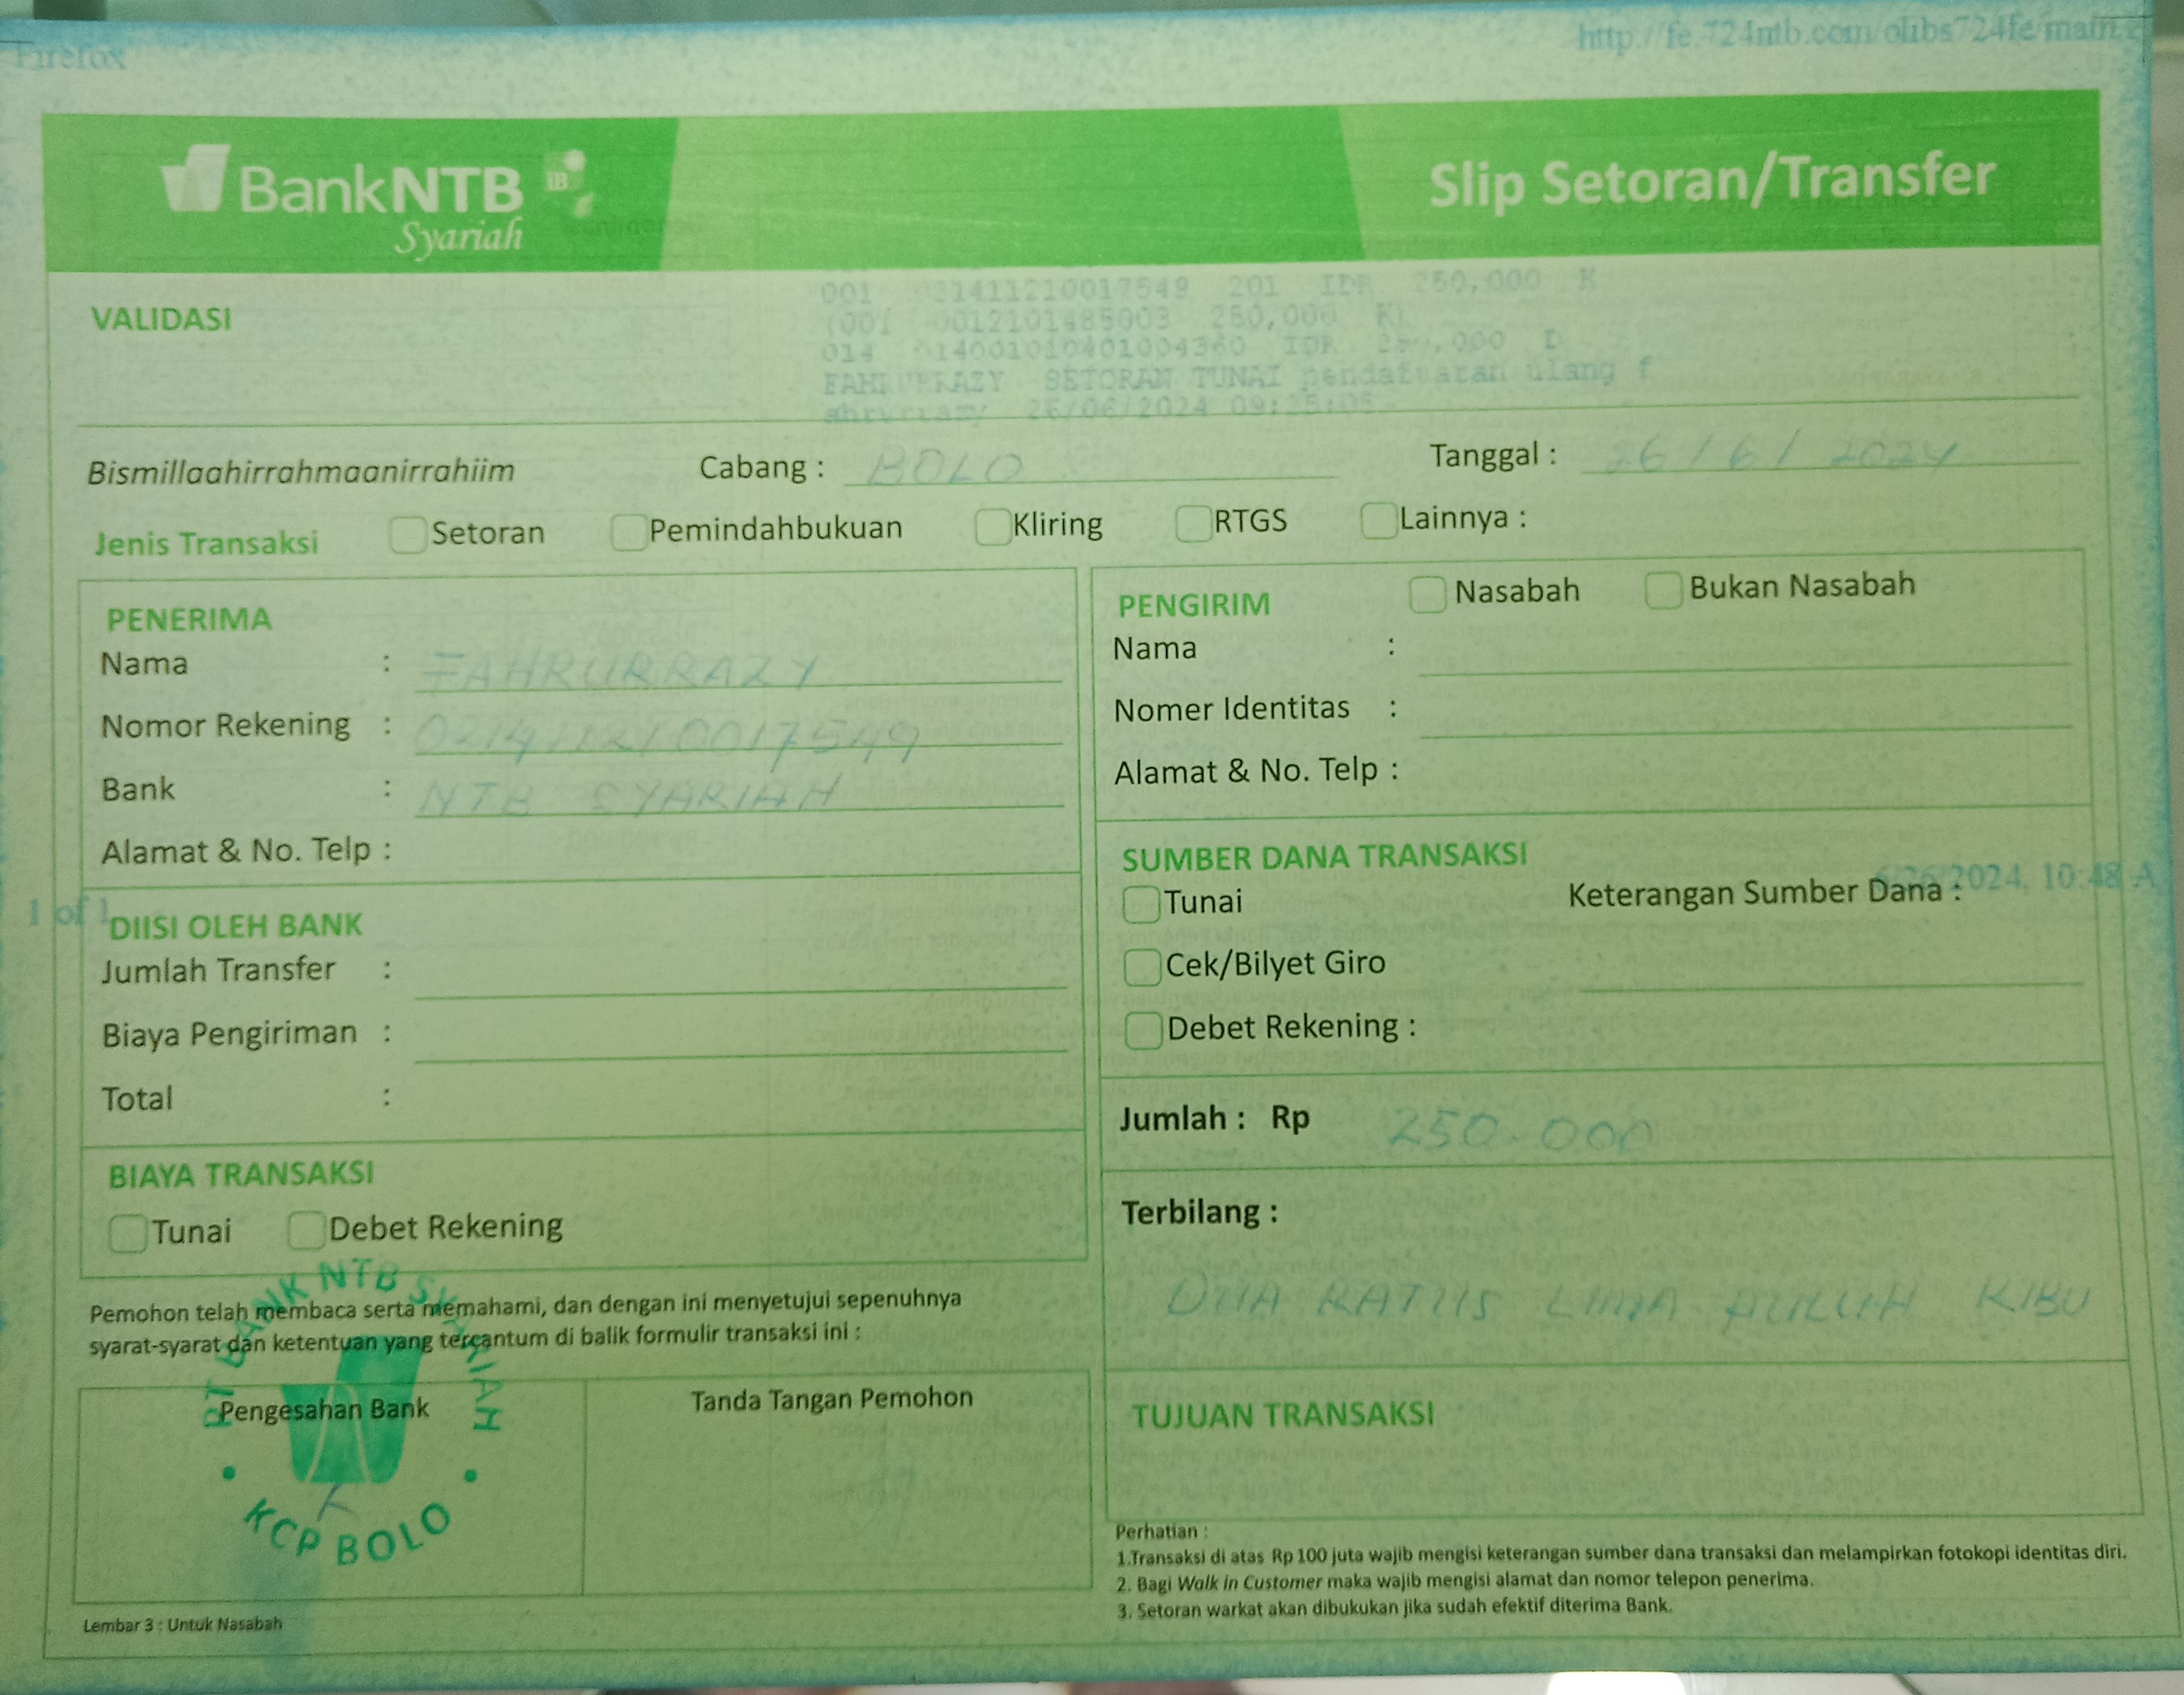 Firefox
http://fe.724ntb.com/olibs724fe/main.c
BankNTB
Syariah
Slip Setoran/Transfer
VALIDASI
001 021411210017549 201 IDR 250,000 K
(001 0012101485003 250,000 K)
014 IDR 250,000 D
FAHRURRAZY SETORAN TUNAI pendaftaran ulang f
ahrurrazy 26/06/2024 09:25:05
Bismillaahirrahmaanirrahiim Cabang : BOLO Tanggal : 26/6/2024
Jenis Transaksi Setoran Pemindahbukuan Kliring RTGS Lainnya :
PENERIMA
Nama : FAHRURRAZY
Nomor Rekening : 021411210017549
Bank : NTB SYARIAH
Alamat & No. Telp :
PENGIRIM Nasabah Bukan Nasabah
Nama :
Nomer Identitas :
Alamat & No. Telp :
DIISI OLEH BANK
Jumlah Transfer :
Biaya Pengiriman :
Total :
SUMBER DANA TRANSAKSI
Tunai Keterangan Sumber Dana :
Cek/Bilyet Giro
Debet Rekening :
1 of 1
6/26/2024, 10:48 A
BIAYA TRANSAKSI
Tunai Debet Rekening
Jumlah : Rp 250.000
Terbilang :
DUA RATUS LIMA PULUH RIBU
Pemohon telah membaca serta memahami, dan dengan ini menyetujui sepenuhnya
syarat-syarat dan ketentuan yang tercantum di balik formulir transaksi ini :
Pengesahan Bank Tanda Tangan Pemohon
PT BANK NTB SYARIAH
KCP BOLO
TUJUAN TRANSAKSI
Perhatian :
1.Transaksi di atas Rp 100 juta wajib mengisi keterangan sumber dana transaksi dan melampirkan fotokopi identitas diri.
2. Bagi Walk in Customer maka wajib mengisi alamat dan nomor telepon penerima.
3. Setoran warkat akan dibukukan jika sudah efektif diterima Bank.
Lembar 3 : Untuk Nasabah